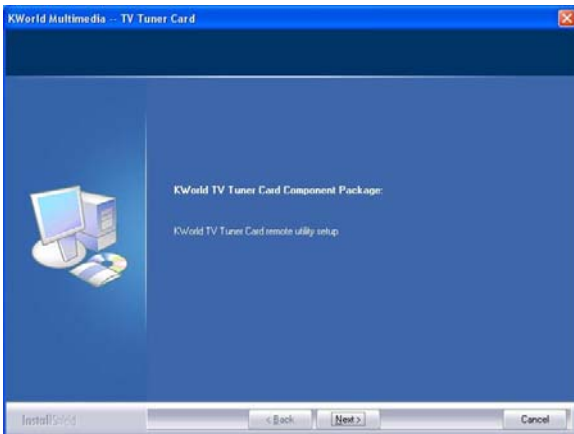 KWorld Multimedia -- TV Tuner Card
KWorld TV Tuner Card Component Package:
KWorld TV Tuner Card remote utility setup
InstallShield
< Back
Next >
Cancel